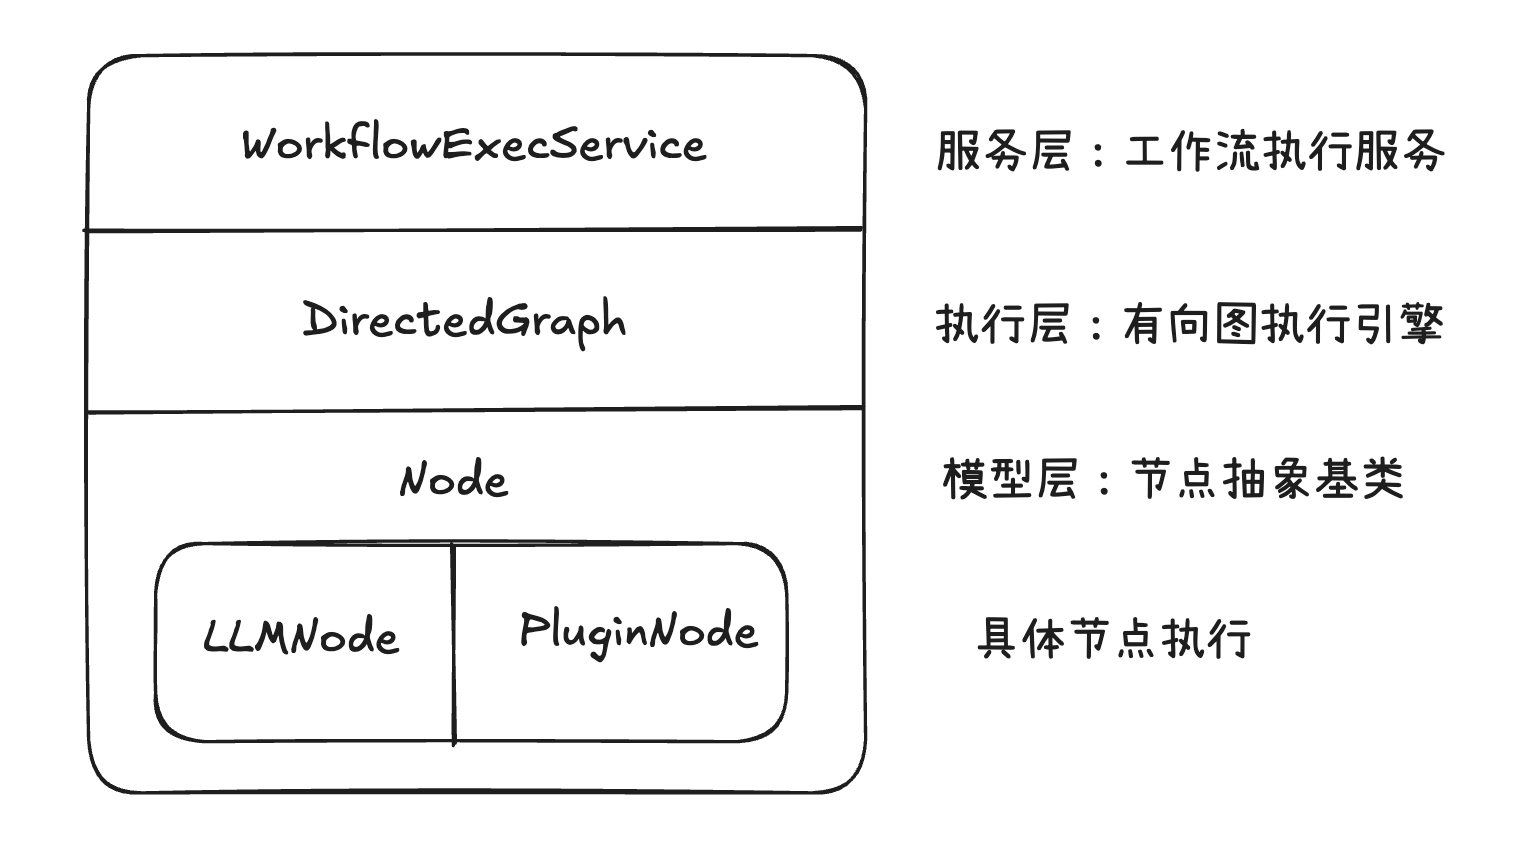 WorkflowExecService
服务层：工作流执行服务
DirectedGraph
执行层：有向图执行引擎
Node
模型层：节点抽象基类
LLMNode
PluginNode
具体节点执行